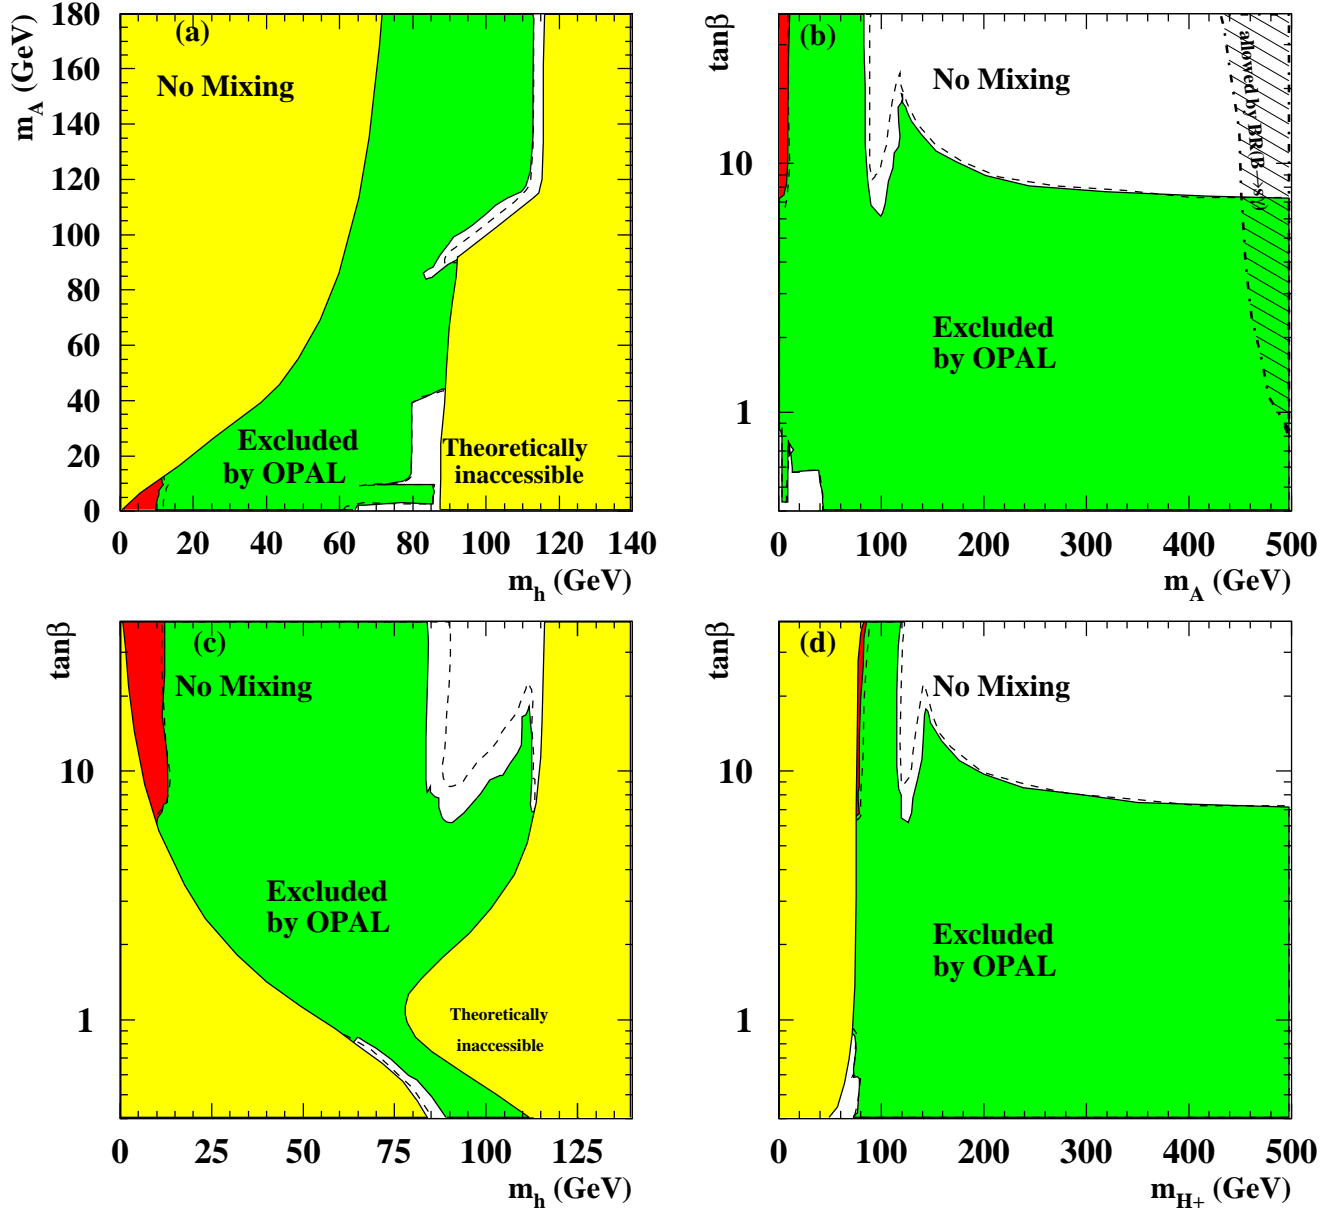 m_A (GeV)
180
160
140
120
100
80
60
40
20
0
(a)
No Mixing
Excluded
by OPAL
Theoretically
inaccessible
0 20 40 60 80 100 120 140
m_h (GeV)
tanβ
10
1
(b)
No Mixing
allowed by BR(B→sγ)
Excluded
by OPAL
0 100 200 300 400 500
m_A (GeV)
tanβ
10
1
(c)
No Mixing
Excluded
by OPAL
Theoretically
inaccessible
0 25 50 75 100 125
m_h (GeV)
tanβ
10
1
(d)
No Mixing
Excluded
by OPAL
0 100 200 300 400 500
m_H+ (GeV)